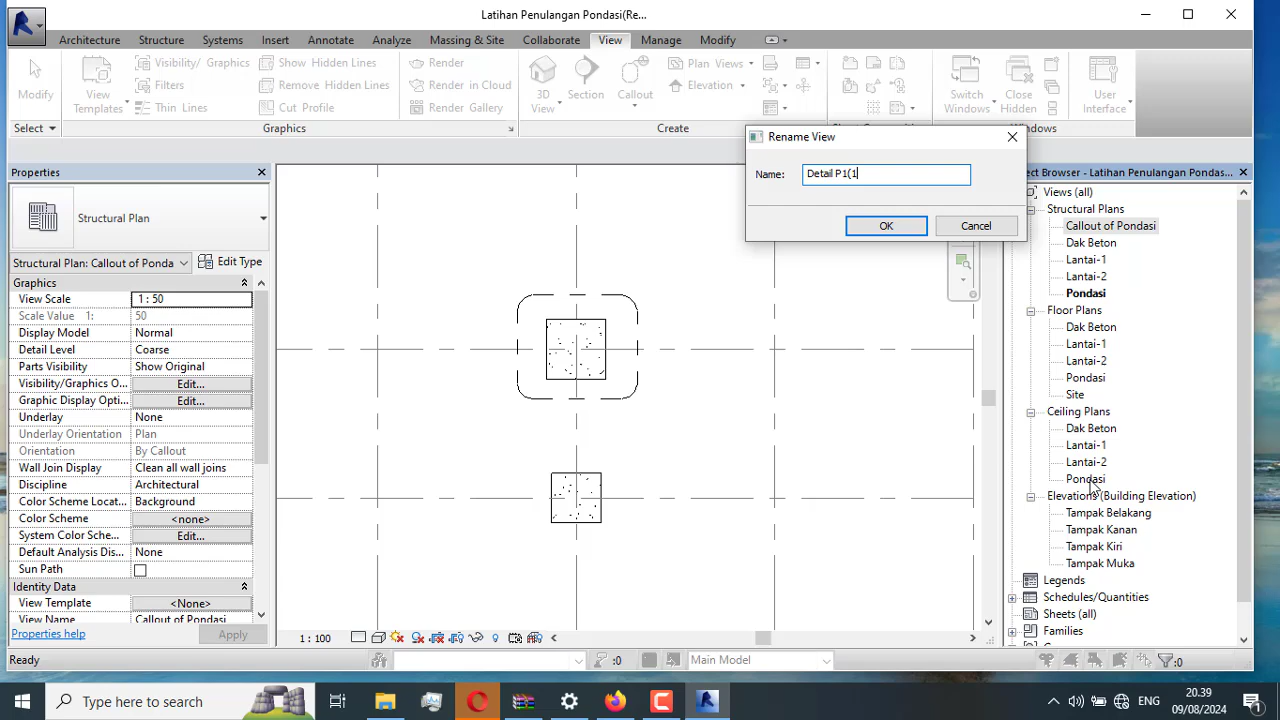 Latihan Penulangan Pondasi(Re...
Architecture
Structure
Systems
Insert
Annotate
Analyze
Massing & Site
Collaborate
View
Manage
Modify
Modify
View
Templates
Visibility/ Graphics
Filters
Thin Lines
Show Hidden Lines
Remove Hidden Lines
Cut Profile
Render
Render in Cloud
Render Gallery
3D
View
Section
Callout
Plan Views
Elevation
Switch
Windows
Close
Hidden
User
Interface
Select
Graphics
Create
Windows
Rename View
Name:
Detail P1(1
OK
Cancel
Properties
Structural Plan
Structural Plan: Callout of Ponda
Edit Type
Graphics
View Scale
1 : 50
Scale Value 1:
50
Display Model
Normal
Detail Level
Coarse
Parts Visibility
Show Original
Visibility/Graphics O...
Edit...
Graphic Display Opti...
Edit...
Underlay
None
Underlay Orientation
Plan
Orientation
By Callout
Wall Join Display
Clean all wall joins
Discipline
Architectural
Color Scheme Locat...
Background
Color Scheme
<none>
System Color Sche...
Edit...
Default Analysis Dis...
None
Sun Path
Identity Data
View Template
<None>
View Name
Callout of Pondasi
Properties help
Apply
1 : 100
ect Browser - Latihan Penulangan Pondas...
Views (all)
Structural Plans
Callout of Pondasi
Dak Beton
Lantai-1
Lantai-2
Pondasi
Floor Plans
Dak Beton
Lantai-1
Lantai-2
Pondasi
Site
Ceiling Plans
Dak Beton
Lantai-1
Lantai-2
Pondasi
Elevations (Building Elevation)
Tampak Belakang
Tampak Kanan
Tampak Kiri
Tampak Muka
Legends
Schedules/Quantities
Sheets (all)
Families
Ready
:0
Main Model
:0
Type here to search
ENG
20.39
09/08/2024
1